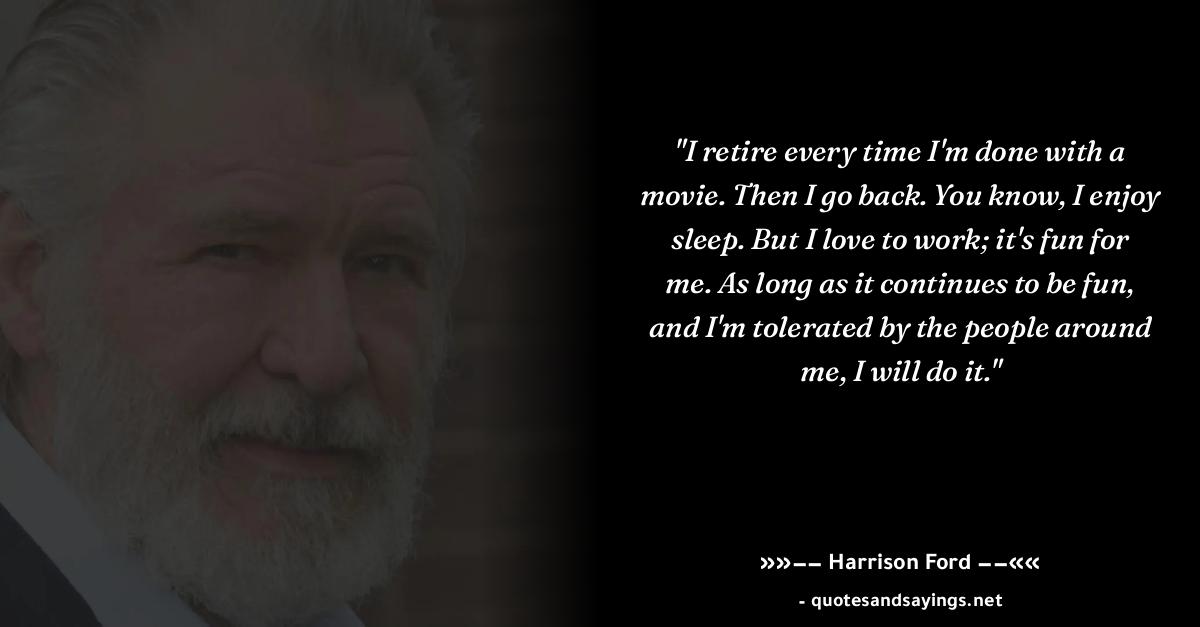 "I retire every time I'm done with a
movie. Then I go back. You know, I enjoy
sleep. But I love to work; it's fun for
me. As long as it continues to be fun,
and I'm tolerated by the people around
me, I will do it."
»»–– Harrison Ford ––««
- quotesandsayings.net